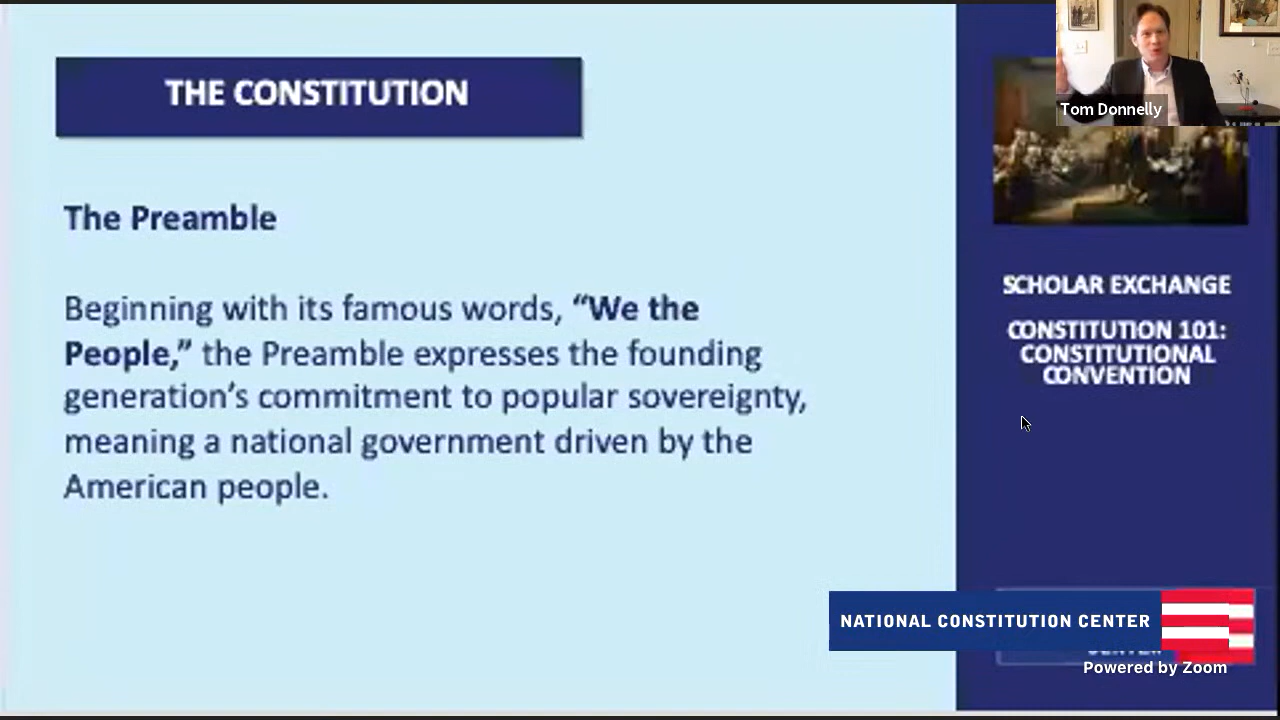 THE CONSTITUTION
The Preamble
Beginning with its famous words, “We the
People,” the Preamble expresses the founding
generation’s commitment to popular sovereignty,
meaning a national government driven by the
American people.
Tom Donnelly
SCHOLAR EXCHANGE
CONSTITUTION 101:
CONSTITUTIONAL
CONVENTION
NATIONAL CONSTITUTION CENTER
Powered by Zoom